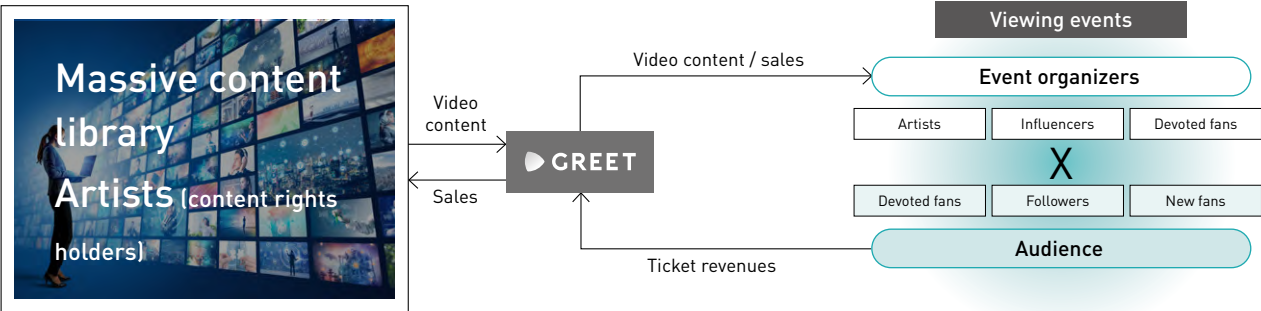 Massive content
library
Artists (content rights
holders)
Video
content
Sales
GREET
Video content / sales
Ticket revenues
Viewing events
Event organizers
Artists
Influencers
Devoted fans
X
Devoted fans
Followers
New fans
Audience